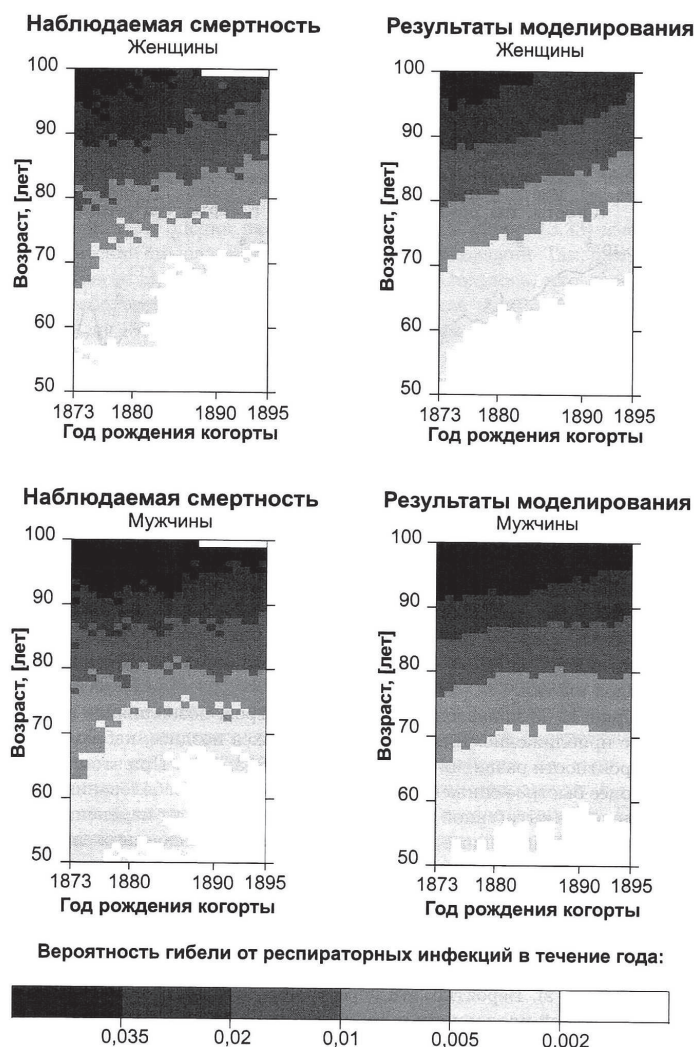 Наблюдаемая смертность
Женщины
100
90
80
70
60
50
Возраст, [лет]
1873 1880 1890 1895
Год рождения когорты
Результаты моделирования
Женщины
100
90
80
70
60
50
Возраст, [лет]
1873 1880 1890 1895
Год рождения когорты
Наблюдаемая смертность
Мужчины
100
90
80
70
60
50
Возраст, [лет]
1873 1880 1890 1895
Год рождения когорты
Результаты моделирования
Мужчины
100
90
80
70
60
50
Возраст, [лет]
1873 1880 1890 1895
Год рождения когорты
Вероятность гибели от респираторных инфекций в течение года:
0,035 0,02 0,01 0,005 0,002